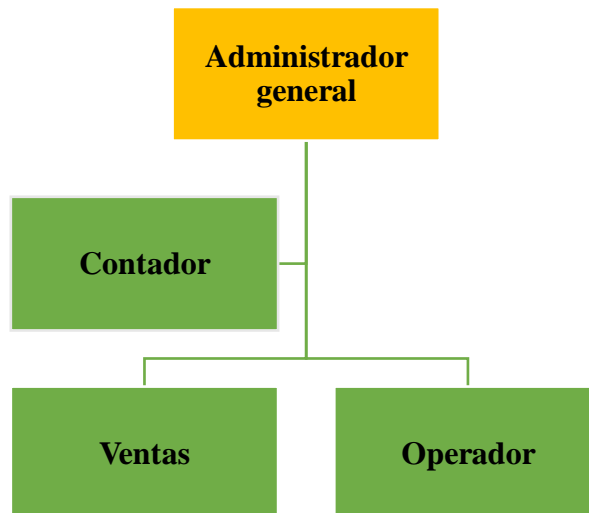 Administrador
general
Contador
Ventas
Operador